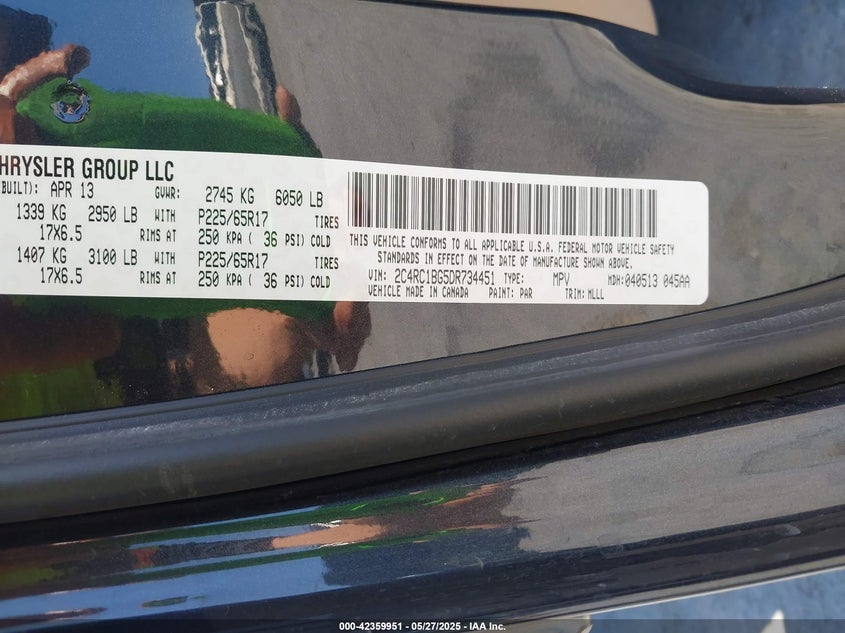 HRYSLER GROUP LLC
BUILT): APR 13 GVWR: 2745 KG 6050 LB
1339 KG 2950 LB WITH P225/65R17 TIRES
17X6.5 RIMS AT 250 KPA ( 36 PSI) COLD
1407 KG 3100 LB WITH P225/65R17 TIRES
17X6.5 RIMS AT 250 KPA ( 36 PSI) COLD
THIS VEHICLE CONFORMS TO ALL APPLICABLE U.S.A. FEDERAL MOTOR VEHICLE SAFETY
STANDARDS IN EFFECT ON THE DATE OF MANUFACTURE SHOWN ABOVE.
VIN: 2C4RC1BG5DR734451 TYPE: MPV MDH:040513 045AA
VEHICLE MADE IN CANADA PAINT: PAR TRIM: MLLL
000-42359951 | 05/27/2025 - IAA Inc.